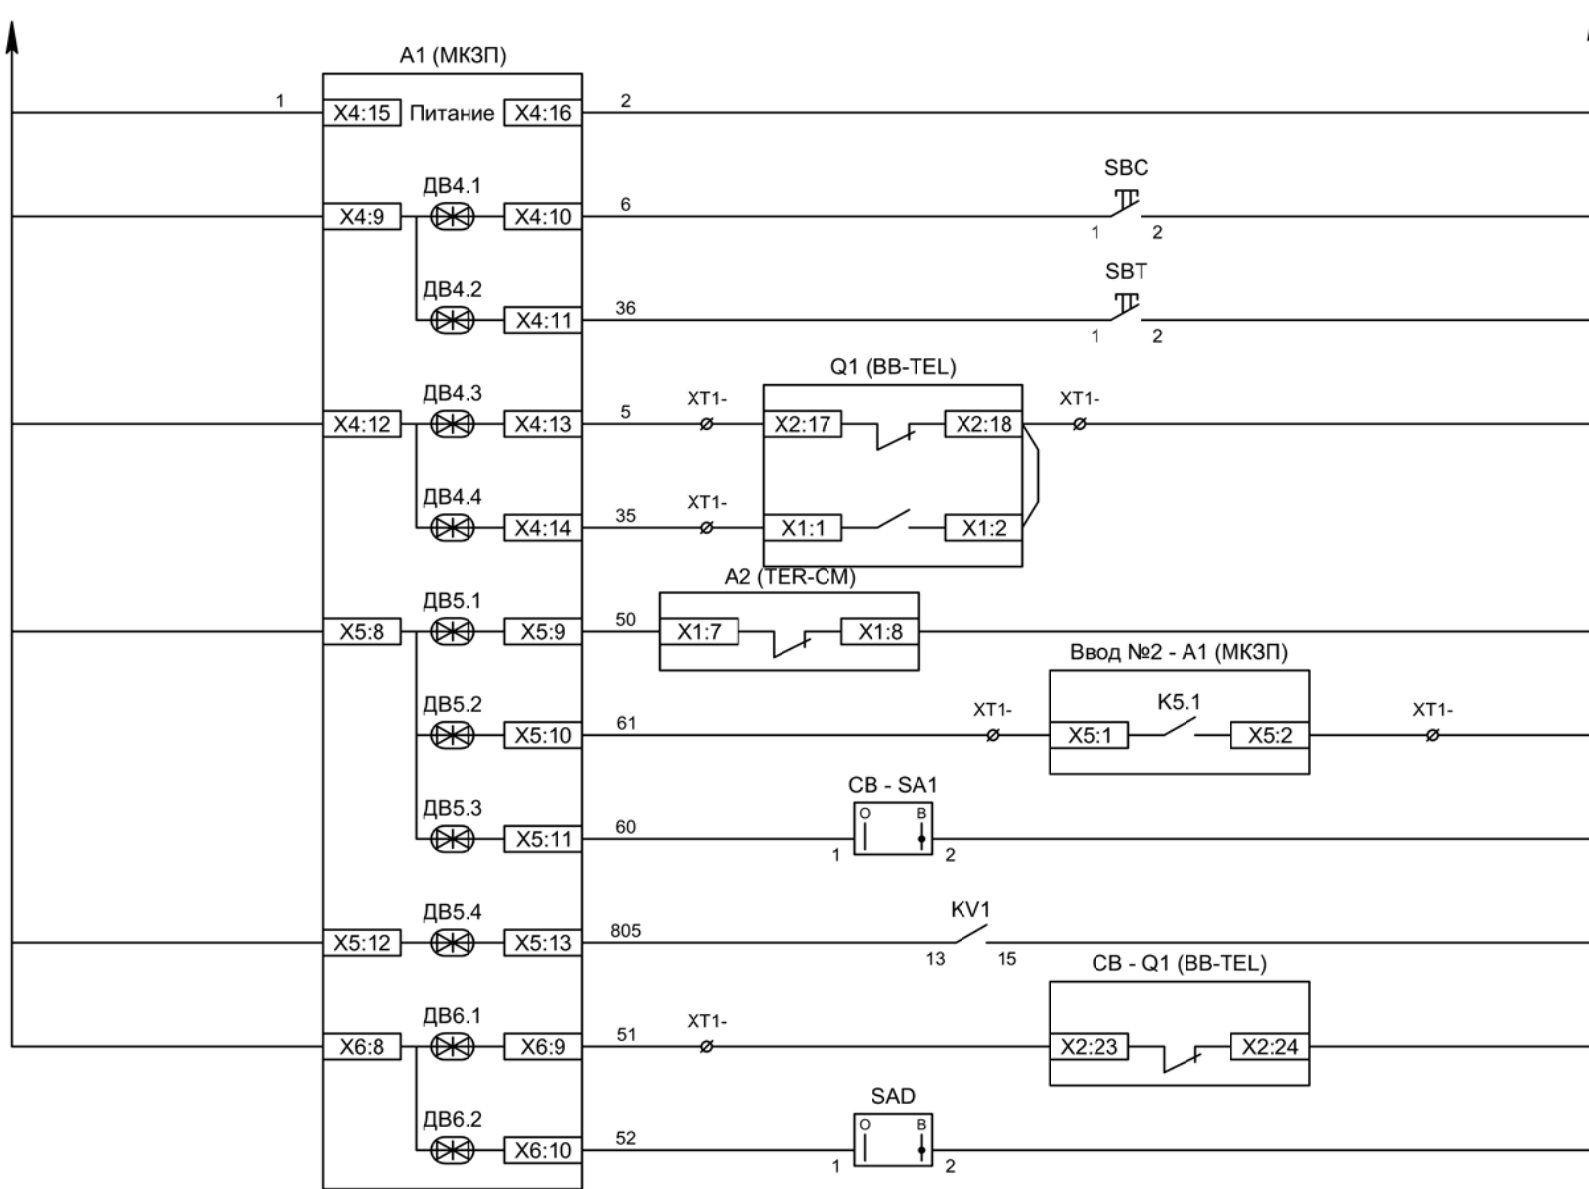 А1 (МКЗП)
1 X4:15 Питание X4:16 2
SBC
ДВ4.1
X4:9 X4:10 6
1 2
SBT
ДВ4.2
X4:11 36
1 2
Q1 (BB-TEL)
ДВ4.3
X4:12 X4:13 5 XT1- X2:17 X2:18 XT1-
ДВ4.4
X4:14 35 XT1- X1:1 X1:2
A2 (TER-CM)
ДВ5.1
X5:8 X5:9 50 X1:7 X1:8
Ввод №2 - А1 (МКЗП)
ДВ5.2 K5.1
X5:10 61 XT1- X5:1 X5:2 XT1-
СВ - SA1
ДВ5.3 О В
X5:11 60
1 2
ДВ5.4 KV1
X5:12 X5:13 805
13 15
СВ - Q1 (BB-TEL)
ДВ6.1
X6:8 X6:9 51 XT1- X2:23 X2:24
SAD
ДВ6.2 О В
X6:10 52
1 2